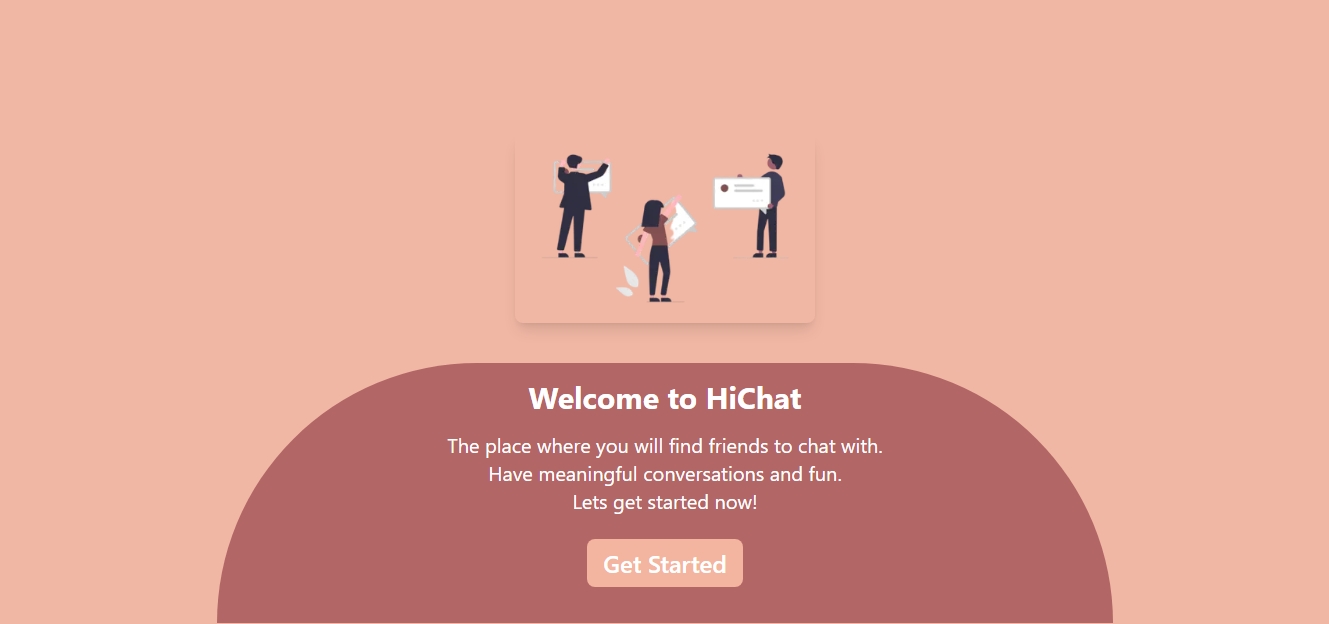 Welcome to HiChat
The place where you will find friends to chat with.
Have meaningful conversations and fun.
Lets get started now!
Get Started